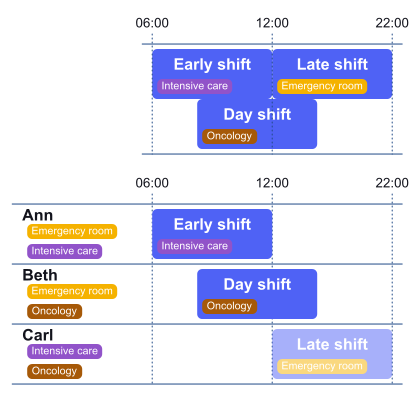 06:00 12:00 22:00
Early shift Late shift
Intensive care Emergency room
Day shift
Oncology
06:00 12:00 22:00
Ann
Emergency room
Intensive care
Early shift
Intensive care
Beth
Emergency room
Oncology
Day shift
Oncology
Carl
Intensive care
Oncology
Late shift
Emergency room